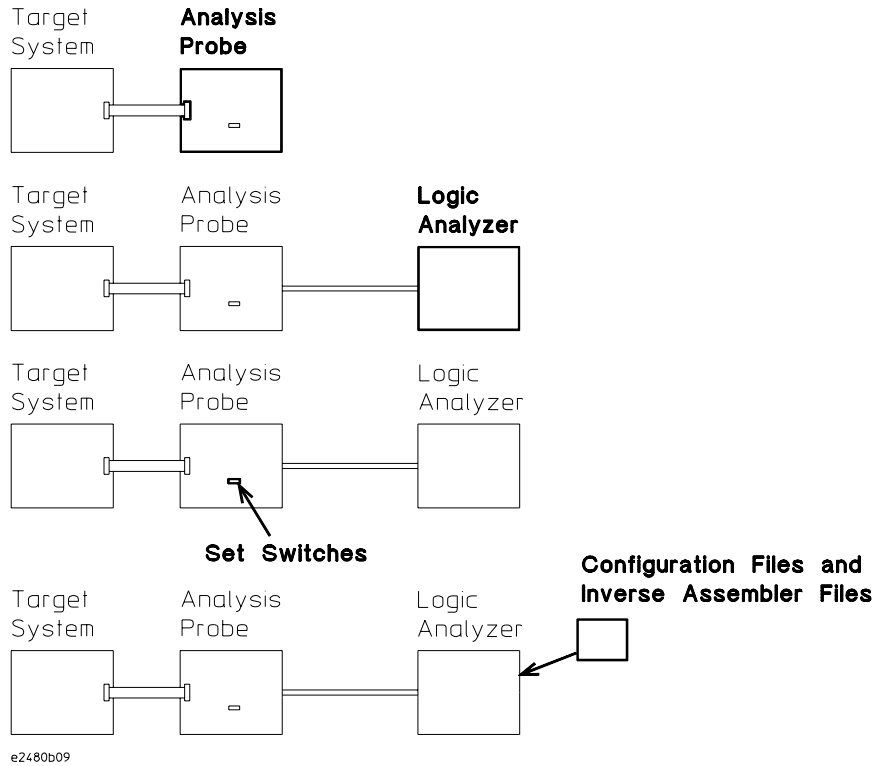 Target
System
Analysis
Probe
Target
System
Analysis
Probe
Logic
Analyzer
Target
System
Analysis
Probe
Logic
Analyzer
Set Switches
Configuration Files and
Inverse Assembler Files
Target
System
Analysis
Probe
Logic
Analyzer
e2480b09